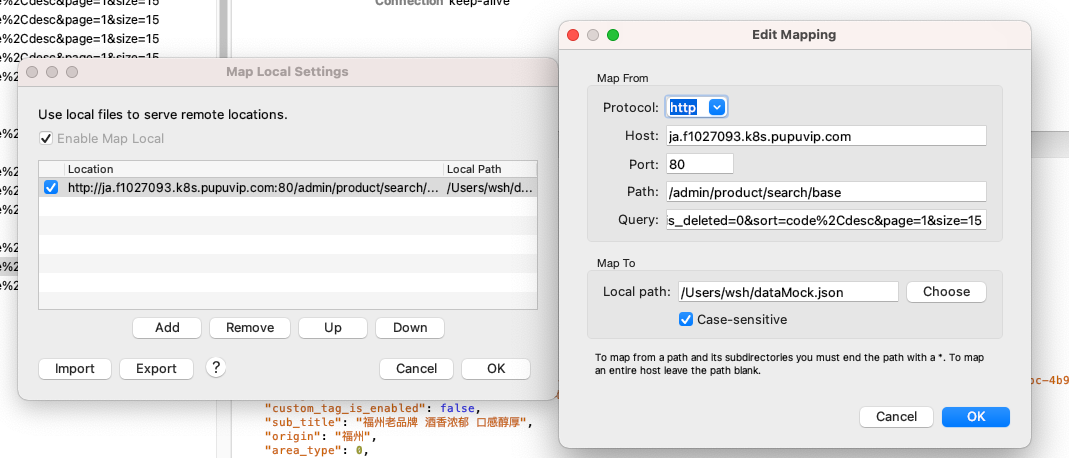 e%2Cdesc&page=1&size=15
e%2Cdesc&page=1&size=15
e%2Cdesc&page=1&size=15
Connection keep-alive
Map Local Settings
Use local files to serve remote locations.
Enable Map Local
Location Local Path
http://ja.f1027093.k8s.pupuvip.com:80/admin/product/search/... /Users/wsh/d...
Add Remove Up Down
Import Export ? Cancel OK
Edit Mapping
Map From
Protocol: http
Host: ja.f1027093.k8s.pupuvip.com
Port: 80
Path: /admin/product/search/base
Query: is_deleted=0&sort=code%2Cdesc&page=1&size=15
Map To
Local path: /Users/wsh/dataMock.json Choose
Case-sensitive
To map from a path and its subdirectories you must end the path with a *. To map
an entire host leave the path blank.
Cancel OK
"custom_tag_is_enabled": false,
"sub_title": "福州老品牌 酒香浓郁 口感醇厚",
"origin": "福州",
"area_type": 0,